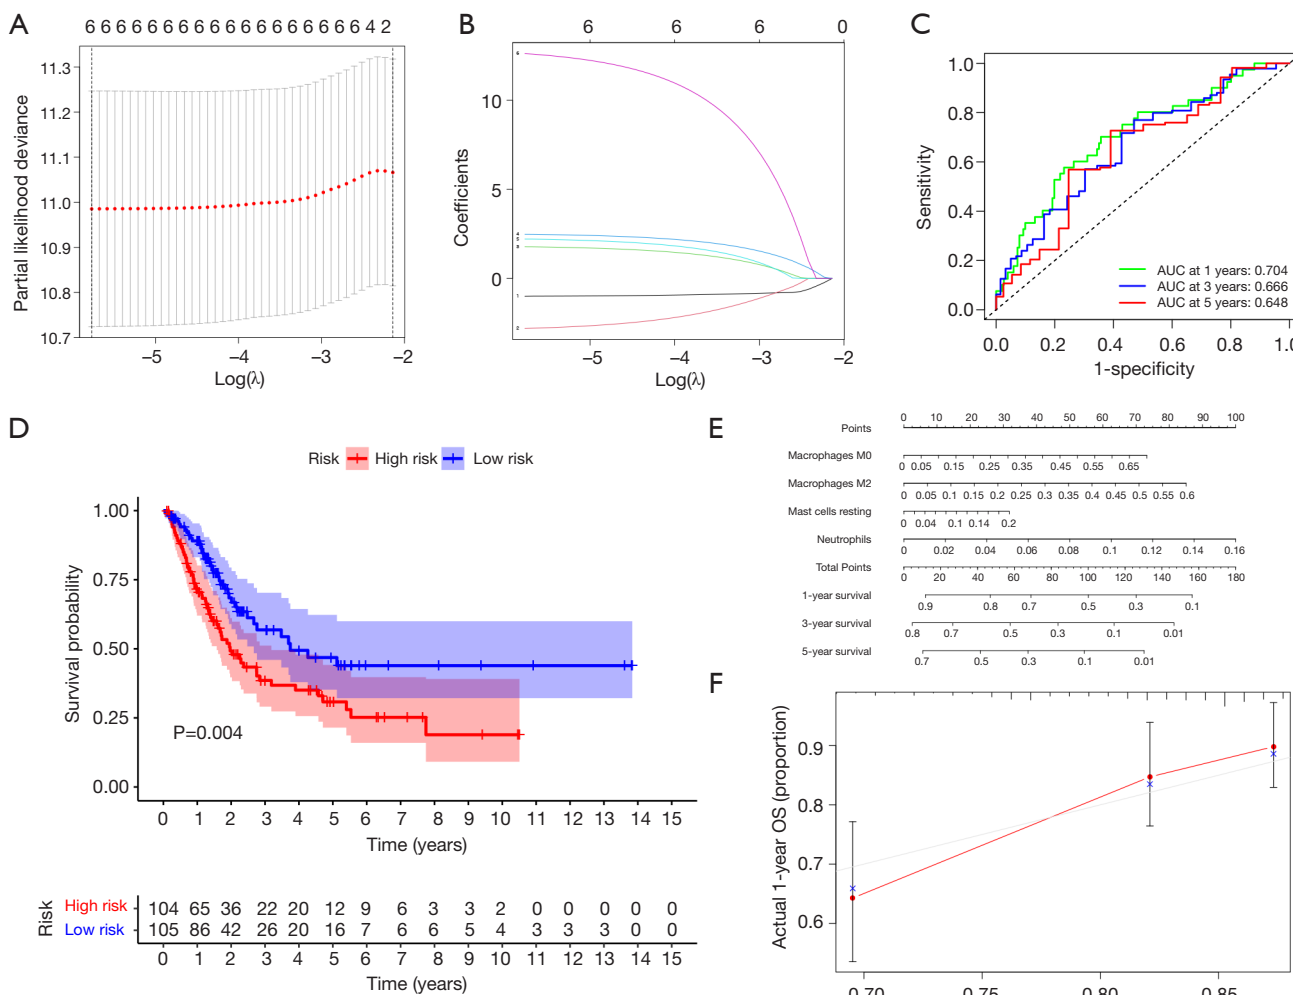 A
6 6 6 6 6 6 6 6 6 6 6 6 6 6 6 6 6 6 4 2
Partial likelihood deviance
11.3
11.2
11.1
11.0
10.9
10.8
10.7
−5 −4 −3 −2
Log(λ)
B
6 6 6 0
Coefficients
10
5
0
6
4
5
3
1
2
−5 −4 −3 −2
Log(λ)
C
Sensitivity
1.0
0.8
0.6
0.4
0.2
0.0
AUC at 1 years: 0.704
AUC at 3 years: 0.666
AUC at 5 years: 0.648
0.0 0.2 0.4 0.6 0.8 1.0
1-specificity
D
Risk High risk Low risk
Survival probability
1.00
0.75
0.50
0.25
0.00
P=0.004
0 1 2 3 4 5 6 7 8 9 10 11 12 13 14 15
Time (years)
Risk
High risk 104 65 36 22 20 12 9 6 3 3 2 0 0 0 0 0
Low risk 105 86 42 26 20 16 7 6 6 5 4 3 3 3 0 0
0 1 2 3 4 5 6 7 8 9 10 11 12 13 14 15
Time (years)
E
Points 0 10 20 30 40 50 60 70 80 90 100
Macrophages M0 0 0.05 0.15 0.25 0.35 0.45 0.55 0.65
Macrophages M2 0 0.05 0.1 0.15 0.2 0.25 0.3 0.35 0.4 0.45 0.5 0.55 0.6
Mast cells resting 0 0.04 0.1 0.14 0.2
Neutrophils 0 0.02 0.04 0.06 0.08 0.1 0.12 0.14 0.16
Total Points 0 20 40 60 80 100 120 140 160 180
1-year survival 0.9 0.8 0.7 0.5 0.3 0.1
3-year survival 0.8 0.7 0.5 0.3 0.1 0.01
5-year survival 0.7 0.5 0.3 0.1 0.01
F
Actual 1-year OS (proportion)
0.9
0.8
0.7
0.6
0.70 0.75 0.80 0.85